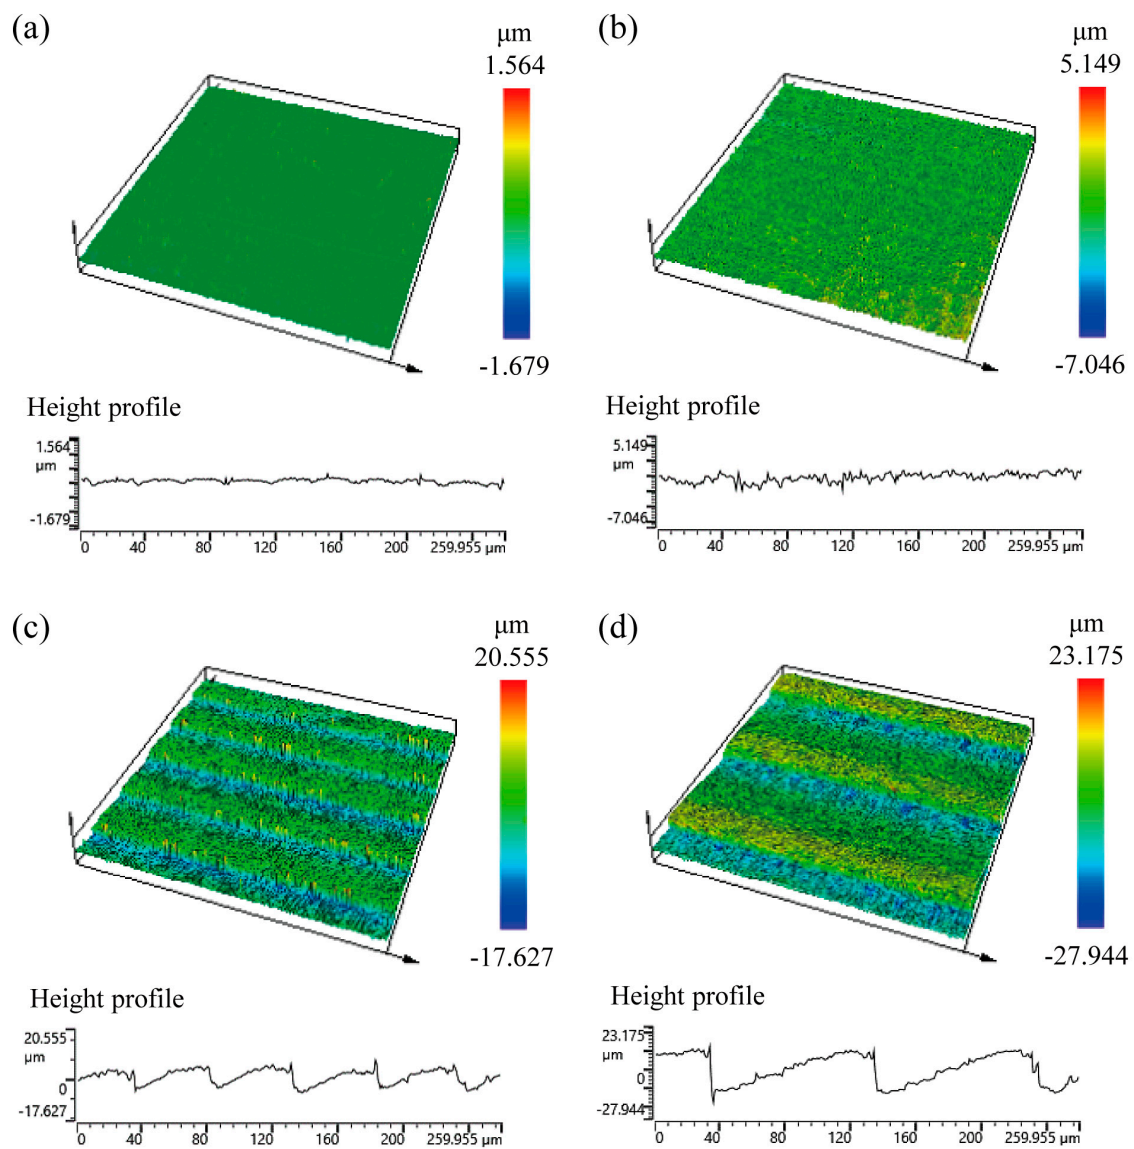 (a)
μm
1.564
-1.679
Height profile
1.564
μm
-1.679
0 40 80 120 160 200 259.955 μm
(b)
μm
5.149
-7.046
Height profile
5.149
μm
-7.046
0 40 80 120 160 200 259.955 μm
(c)
μm
20.555
-17.627
Height profile
20.555
μm
0
-17.627
0 40 80 120 160 200 259.955 μm
(d)
μm
23.175
-27.944
Height profile
23.175
μm
0
-27.944
0 40 80 120 160 200 259.955 μm